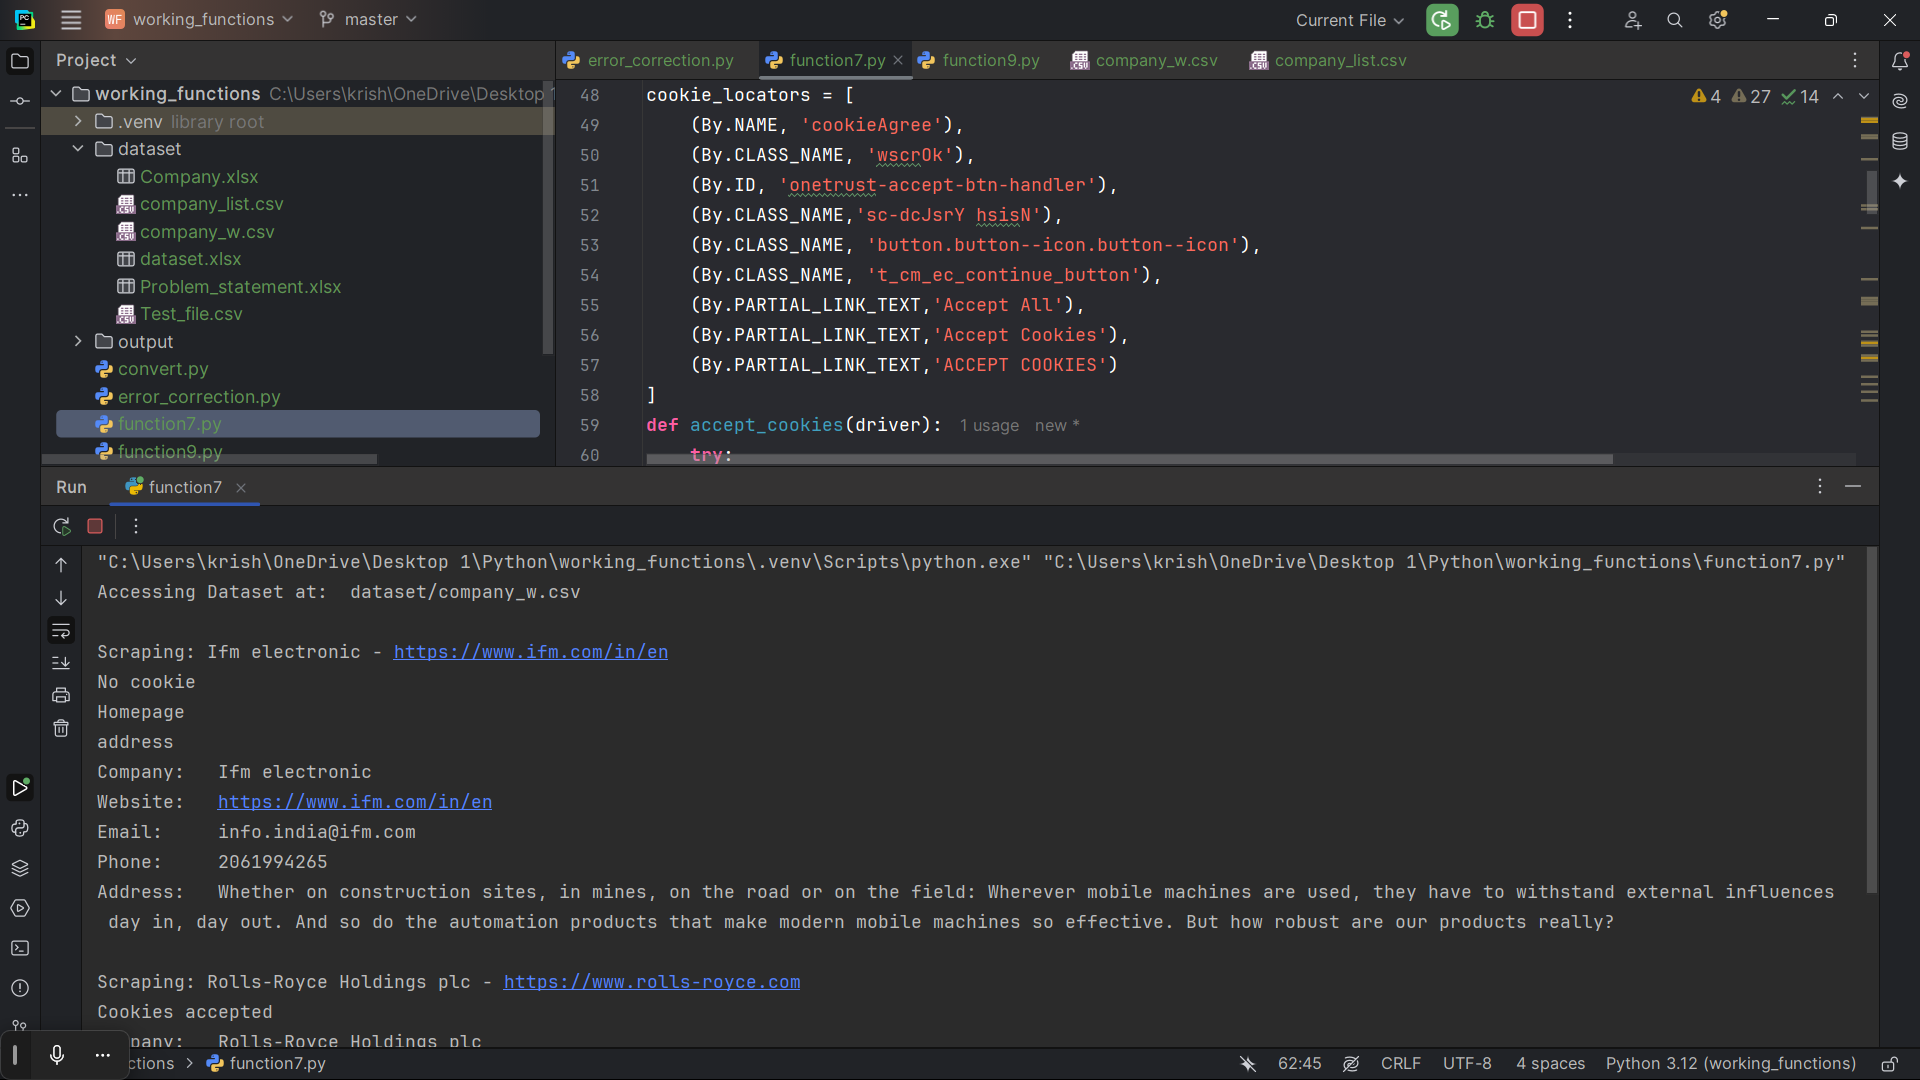 WF working_functions master Current File
Project
working_functions C:\Users\krish\OneDrive\Desktop 1
.venv library root
dataset
Company.xlsx
company_list.csv
company_w.csv
dataset.xlsx
Problem_statement.xlsx
Test_file.csv
output
convert.py
error_correction.py
function7.py
function9.py
error_correction.py function7.py function9.py company_w.csv company_list.csv
4 27 14
48 cookie_locators = [
49 (By.NAME, 'cookieAgree'),
50 (By.CLASS_NAME, 'wscrOk'),
51 (By.ID, 'onetrust-accept-btn-handler'),
52 (By.CLASS_NAME,'sc-dcJsrY hsisN'),
53 (By.CLASS_NAME, 'button.button--icon.button--icon'),
54 (By.CLASS_NAME, 't_cm_ec_continue_button'),
55 (By.PARTIAL_LINK_TEXT,'Accept All'),
56 (By.PARTIAL_LINK_TEXT,'Accept Cookies'),
57 (By.PARTIAL_LINK_TEXT,'ACCEPT COOKIES')
58 ]
59 def accept_cookies(driver): 1 usage new *
60 try:
Run function7
"C:\Users\krish\OneDrive\Desktop 1\Python\working_functions\.venv\Scripts\python.exe" "C:\Users\krish\OneDrive\Desktop 1\Python\working_functions\function7.py"
Accessing Dataset at:  dataset/company_w.csv
Scraping: Ifm electronic - https://www.ifm.com/in/en
No cookie
Homepage
address
Company: Ifm electronic
Website: https://www.ifm.com/in/en
Email: info.india@ifm.com
Phone: 2061994265
Address: Whether on construction sites, in mines, on the road or on the field: Wherever mobile machines are used, they have to withstand external influences
day in, day out. And so do the automation products that make modern mobile machines so effective. But how robust are our products really?
Scraping: Rolls-Royce Holdings plc - https://www.rolls-royce.com
Cookies accepted
pany: Rolls-Royce Holdings plc
ctions > function7.py 62:45 CRLF UTF-8 4 spaces Python 3.12 (working_functions)